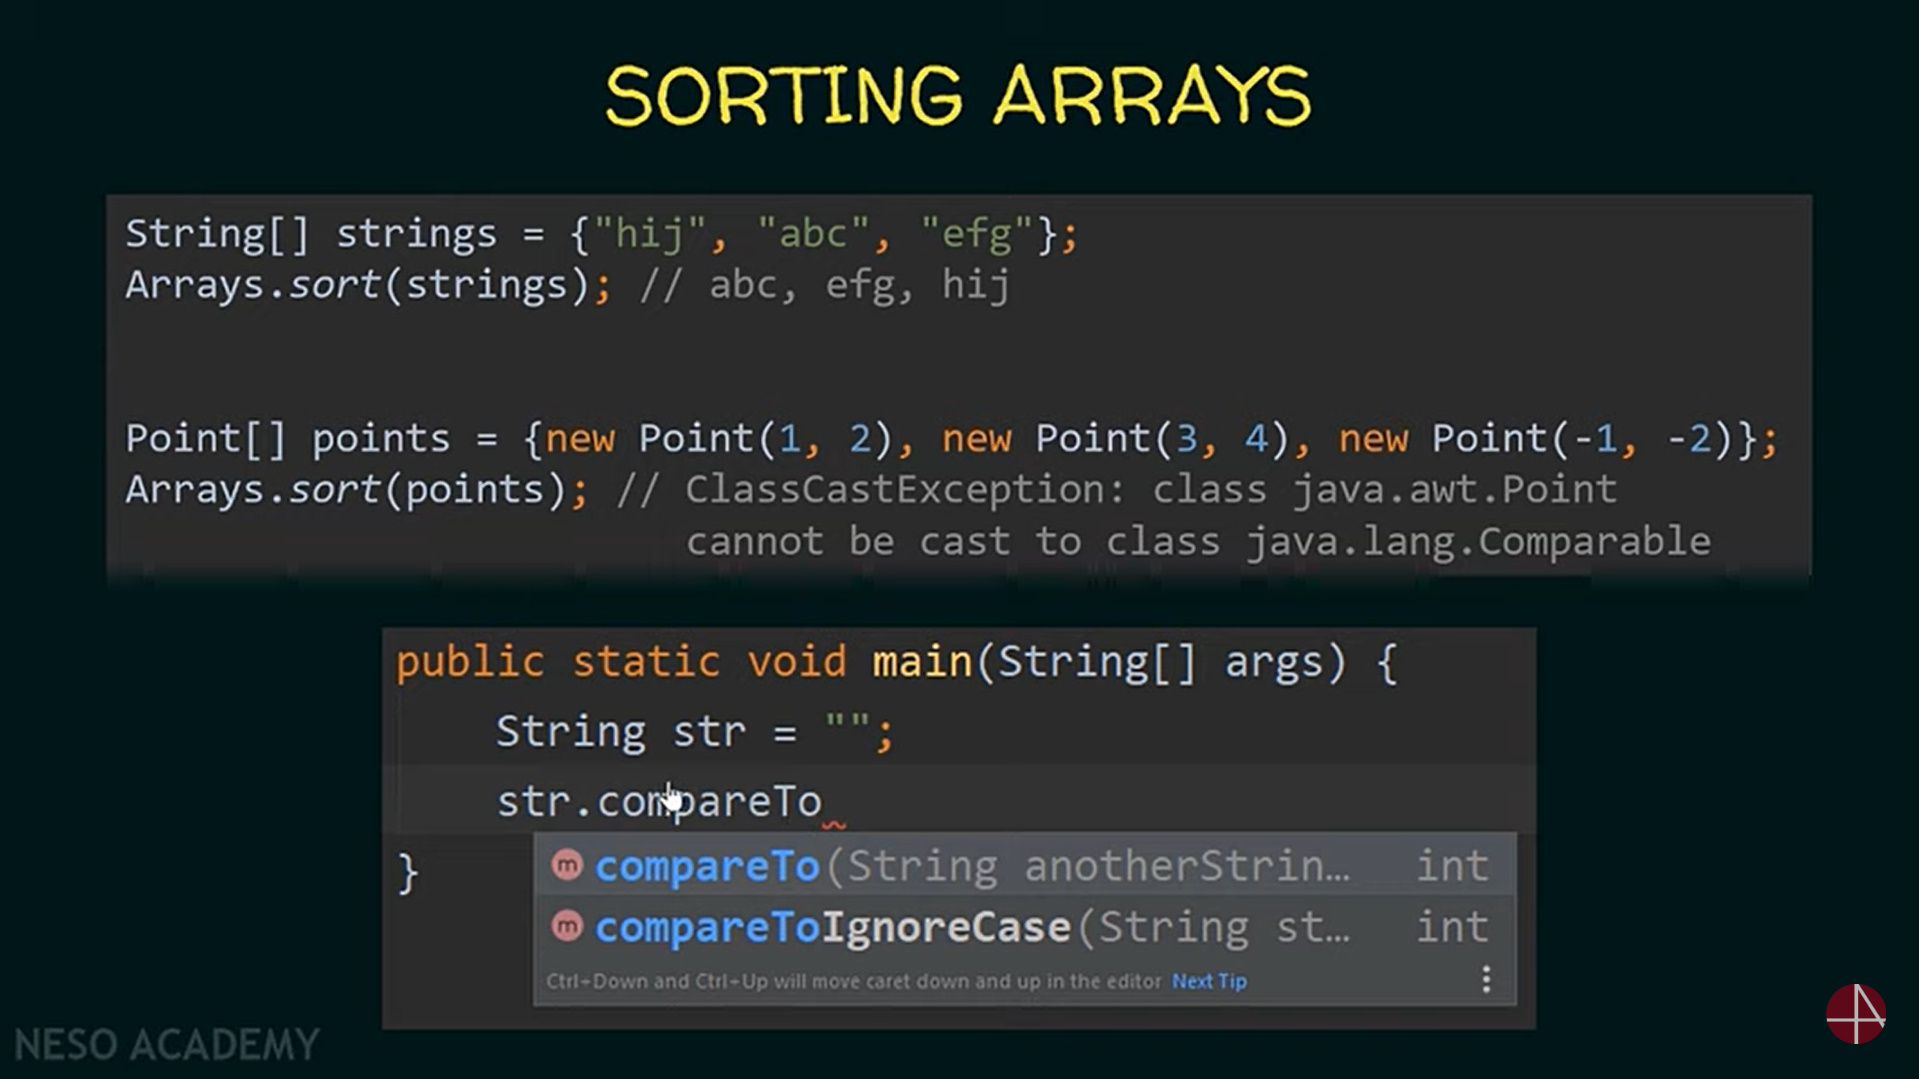 SORTING ARRAYS
String[] strings = {"hij", "abc", "efg"};
Arrays.sort(strings); // abc, efg, hij
Point[] points = {new Point(1, 2), new Point(3, 4), new Point(-1, -2)};
Arrays.sort(points); // ClassCastException: class java.awt.Point
cannot be cast to class java.lang.Comparable
public static void main(String[] args) {
String str = "";
str.compareTo
compareTo(String anotherStrin… int
compareToIgnoreCase(String st… int
Ctrl+Down and Ctrl+Up will move caret down and up in the editor Next Tip
}
NESO ACADEMY